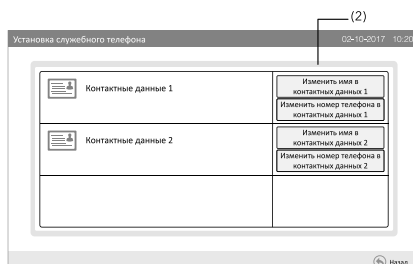 (2)
Установка служебного телефона 02-10-2017 10:20
Контактные данные 1
Изменить имя в
контактных данных 1
Изменить номер телефона в
контактных данных 1
Контактные данные 2
Изменить имя в
контактных данных 2
Изменить номер телефона в
контактных данных 2
Назад